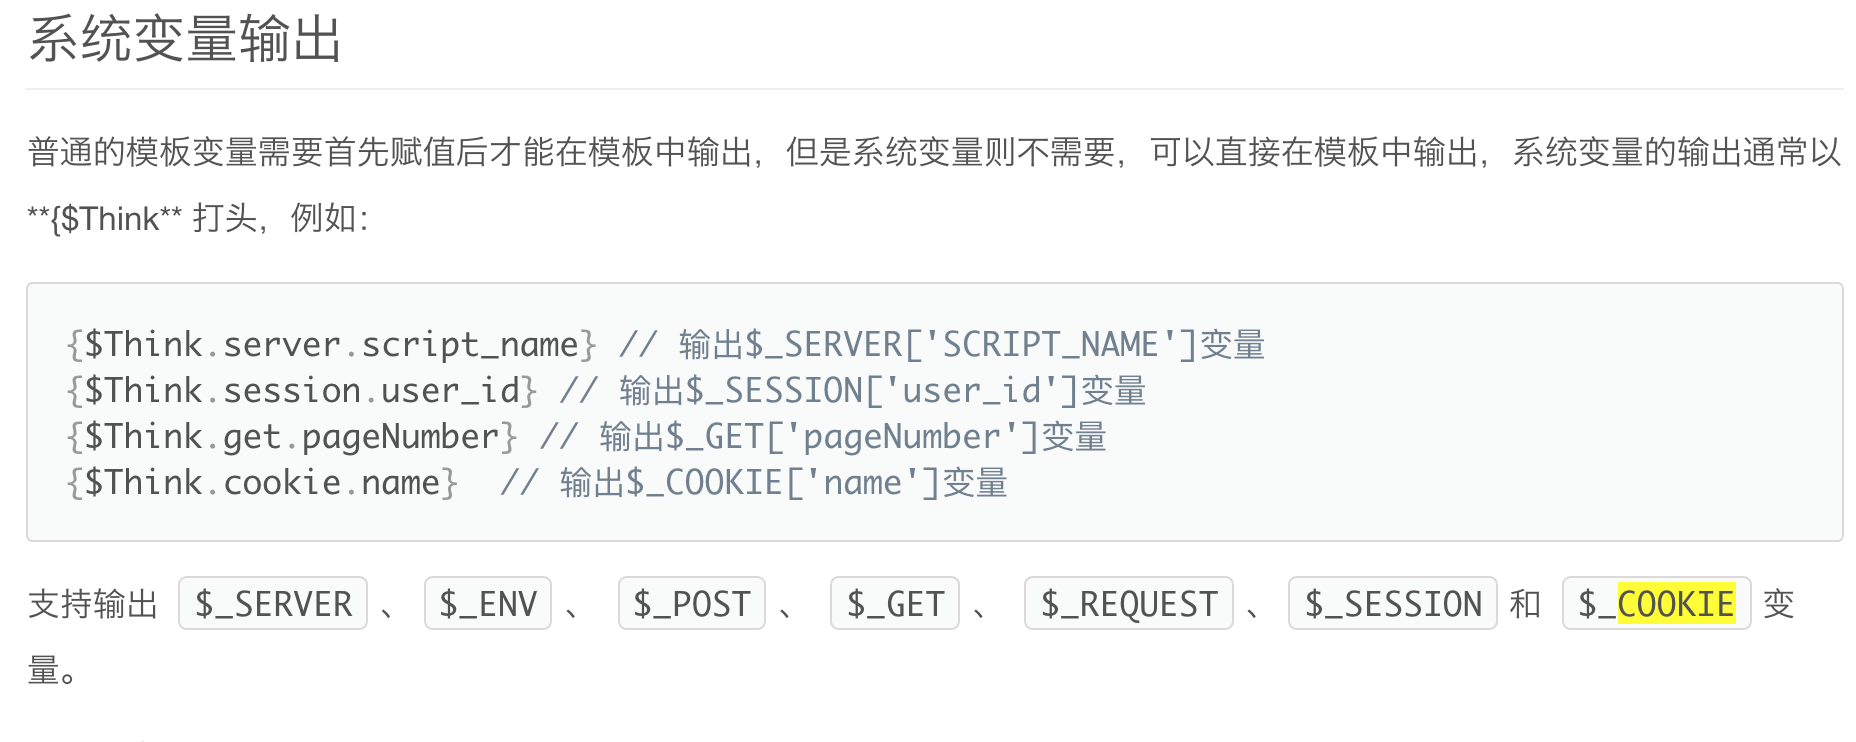 系统变量输出
普通的模板变量需要首先赋值后才能在模板中输出，但是系统变量则不需要，可以直接在模板中输出，系统变量的输出通常以
**{$Think** 打头，例如：
{$Think.server.script_name} // 输出$_SERVER['SCRIPT_NAME']变量
{$Think.session.user_id} // 输出$_SESSION['user_id']变量
{$Think.get.pageNumber} // 输出$_GET['pageNumber']变量
{$Think.cookie.name}  // 输出$_COOKIE['name']变量
支持输出 $_SERVER 、 $_ENV 、 $_POST 、 $_GET 、 $_REQUEST 、 $_SESSION 和 $_COOKIE 变
量。